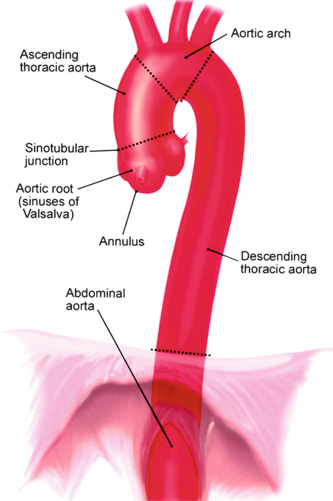 Aortic arch
Ascending
thoracic aorta
Sinotubular
junction
Aortic root
(sinuses of
Valsalva)
Annulus
Descending
thoracic aorta
Abdominal
aorta